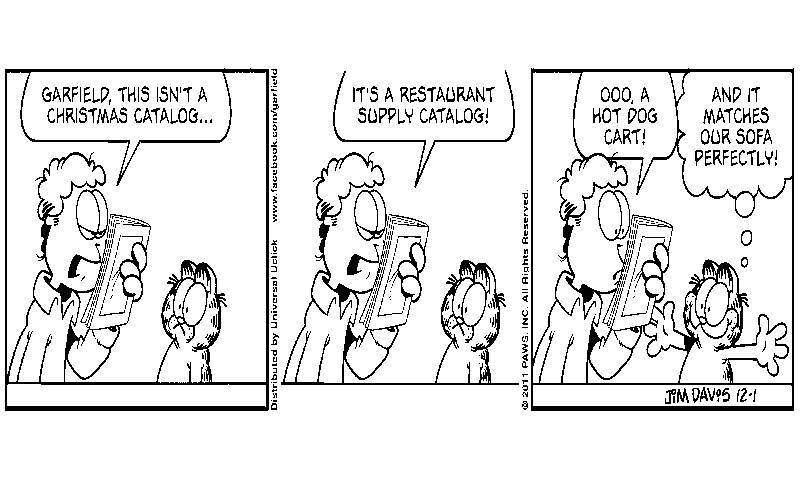 GARFIELD, THIS ISN'T A
CHRISTMAS CATALOG...
Distributed by Universal Uclick www.facebook.com/garfield
IT'S A RESTAURANT
SUPPLY CATALOG!
© 2011 PAWS, INC. All Rights Reserved.
OOO, A
HOT DOG
CART!
AND IT
MATCHES
OUR SOFA
PERFECTLY!
JIM DAVIS 12-1